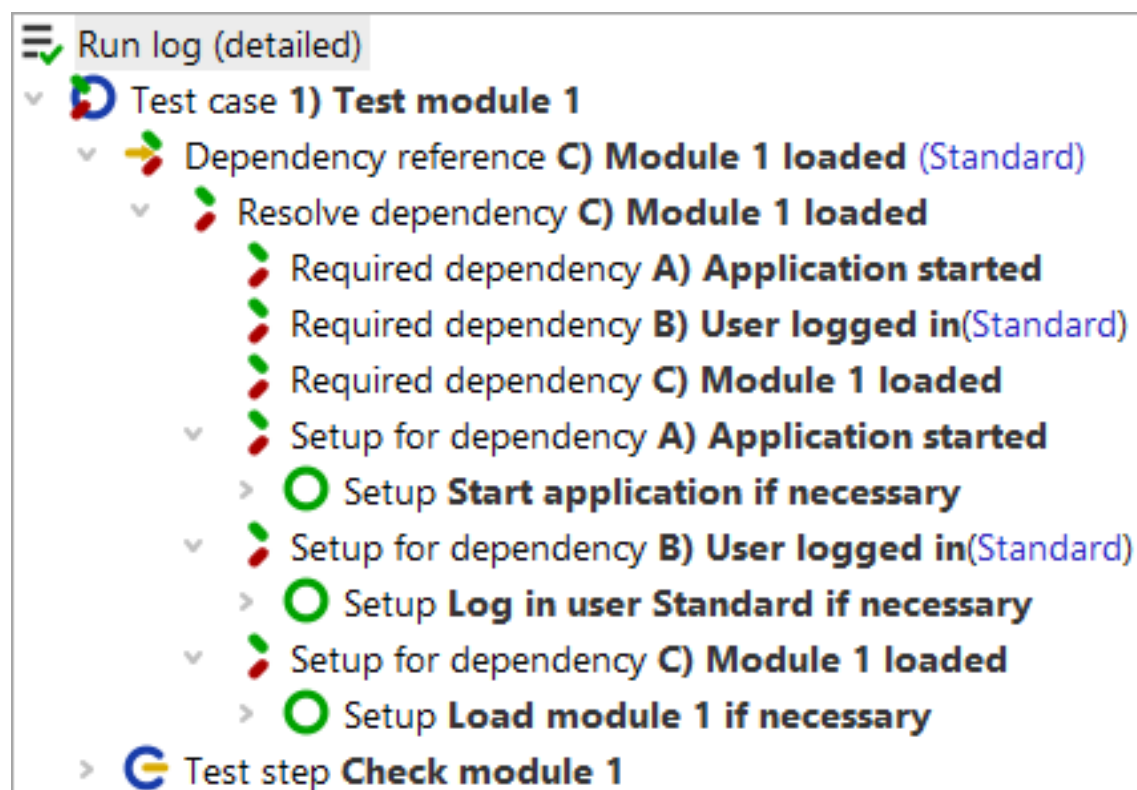 Run log (detailed)
Test case 1) Test module 1
Dependency reference C) Module 1 loaded (Standard)
Resolve dependency C) Module 1 loaded
Required dependency A) Application started
Required dependency B) User logged in(Standard)
Required dependency C) Module 1 loaded
Setup for dependency A) Application started
Setup Start application if necessary
Setup for dependency B) User logged in(Standard)
Setup Log in user Standard if necessary
Setup for dependency C) Module 1 loaded
Setup Load module 1 if necessary
Test step Check module 1